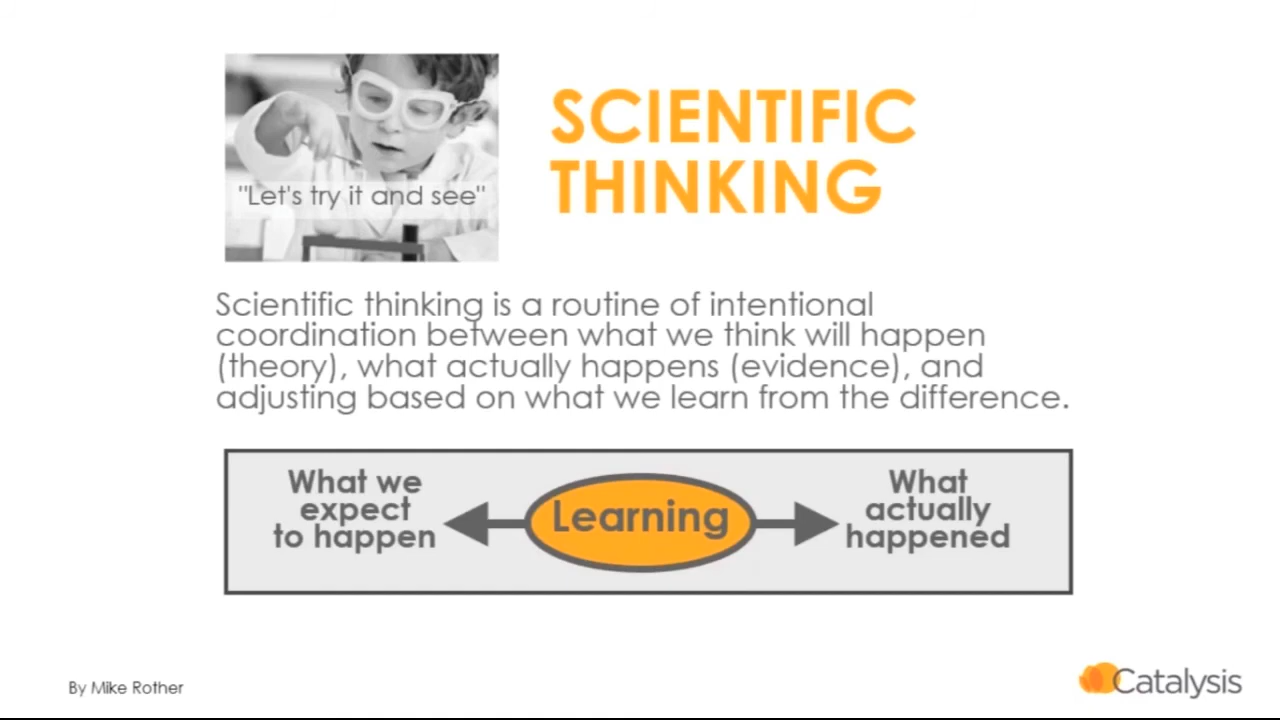 SCIENTIFIC
THINKING
"Let's try it and see"
Scientific thinking is a routine of intentional
coordination between what we think will happen
(theory), what actually happens (evidence), and
adjusting based on what we learn from the difference.
What we
expect
to happen
Learning
What
actually
happened
By Mike Rother
Catalysis